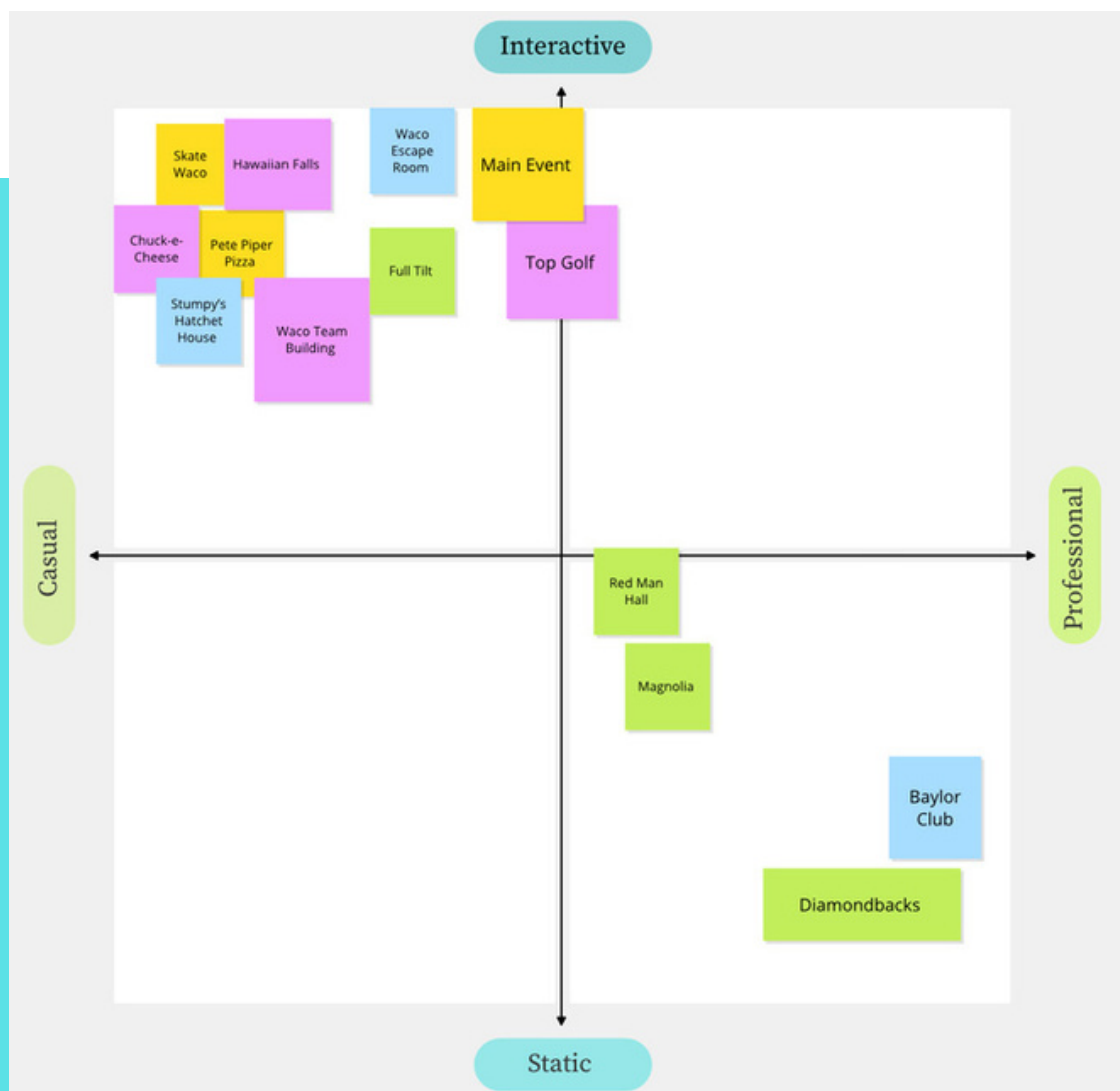 Interactive
Skate
Waco
Hawaiian Falls
Waco
Escape
Room
Main Event
Chuck-e-
Cheese
Pete Piper
Pizza
Full Tilt
Top Golf
Stumpy's
Hatchet
House
Waco Team
Building
Casual
Professional
Red Man
Hall
Magnolia
Baylor
Club
Diamondbacks
Static